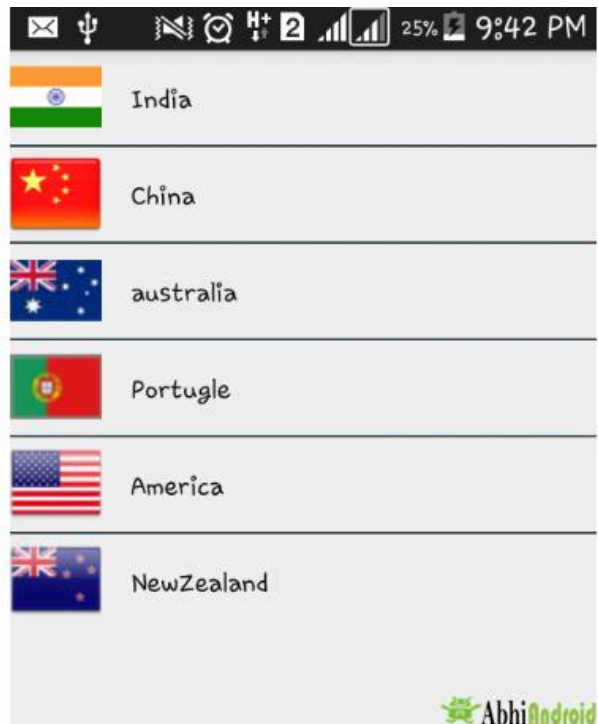 H+ 2 25% 9:42 PM
India
China
australia
Portugle
America
NewZealand
AbhiAndroid